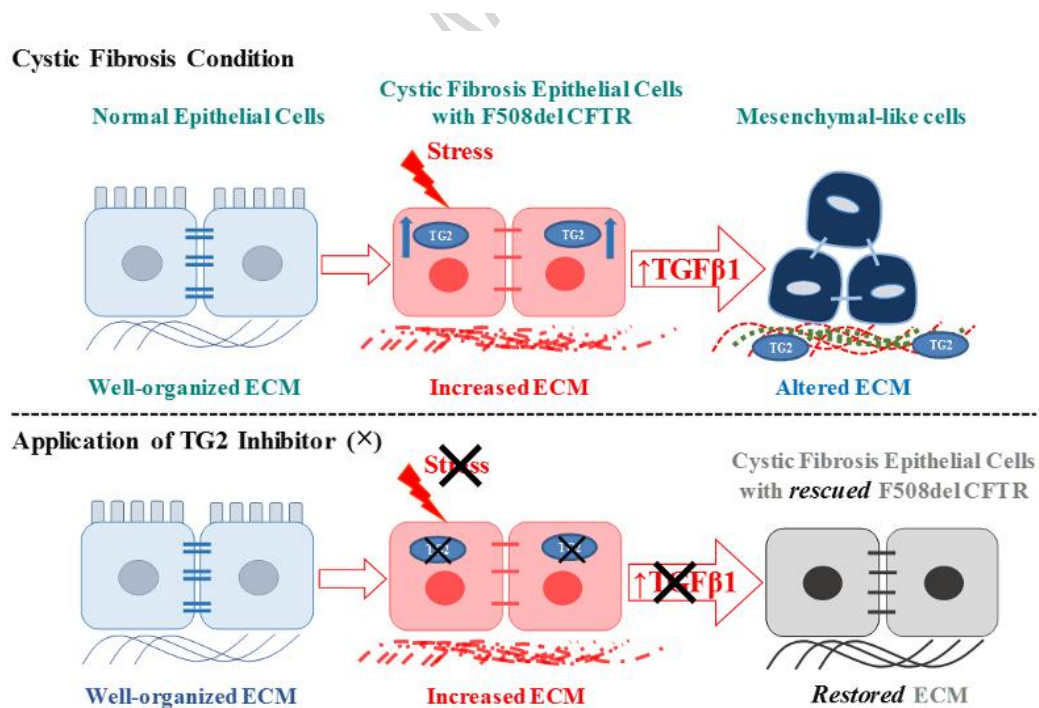 Cystic Fibrosis Condition
Normal Epithelial Cells
Cystic Fibrosis Epithelial Cells
with F508del CFTR
Mesenchymal-like cells
Stress
TG2
TG2
↑TGFβ1
TG2
TG2
Well-organized ECM
Increased ECM
Altered ECM
Application of TG2 Inhibitor (×)
Stress
Cystic Fibrosis Epithelial Cells
with rescued F508del CFTR
TG2
TG2
↑TGFβ1
Well-organized ECM
Increased ECM
Restored ECM